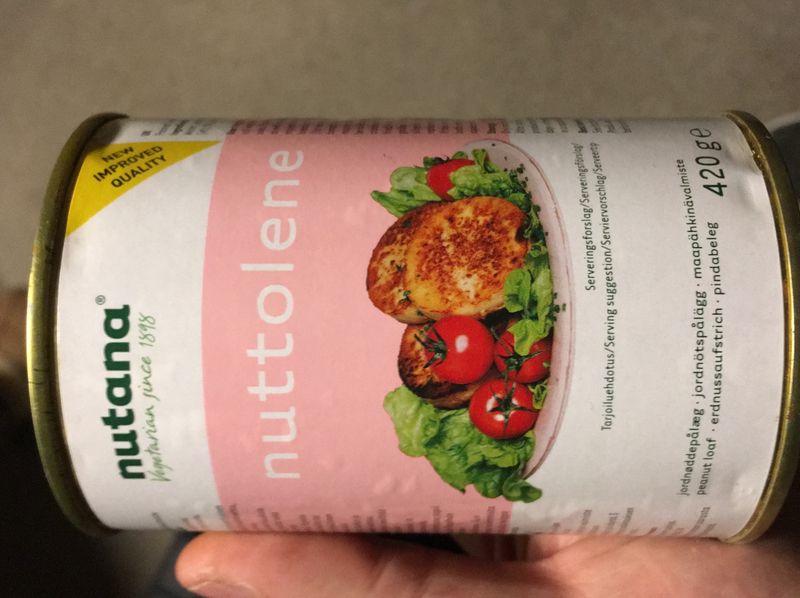 NEW
IMPROVED
QUALITY
nutana®
Vegetarian since 1898
nuttolene
Serveringsforslag/Serveringsförslag/
Tarjoiluehdotus/Serving suggestion/Serviervorschlag/Serveertip
jordnøddepålæg · jordnötspålägg · maapähkinävalmiste
peanut loaf · erdnussaufstrich · pindabeleg
420 g e